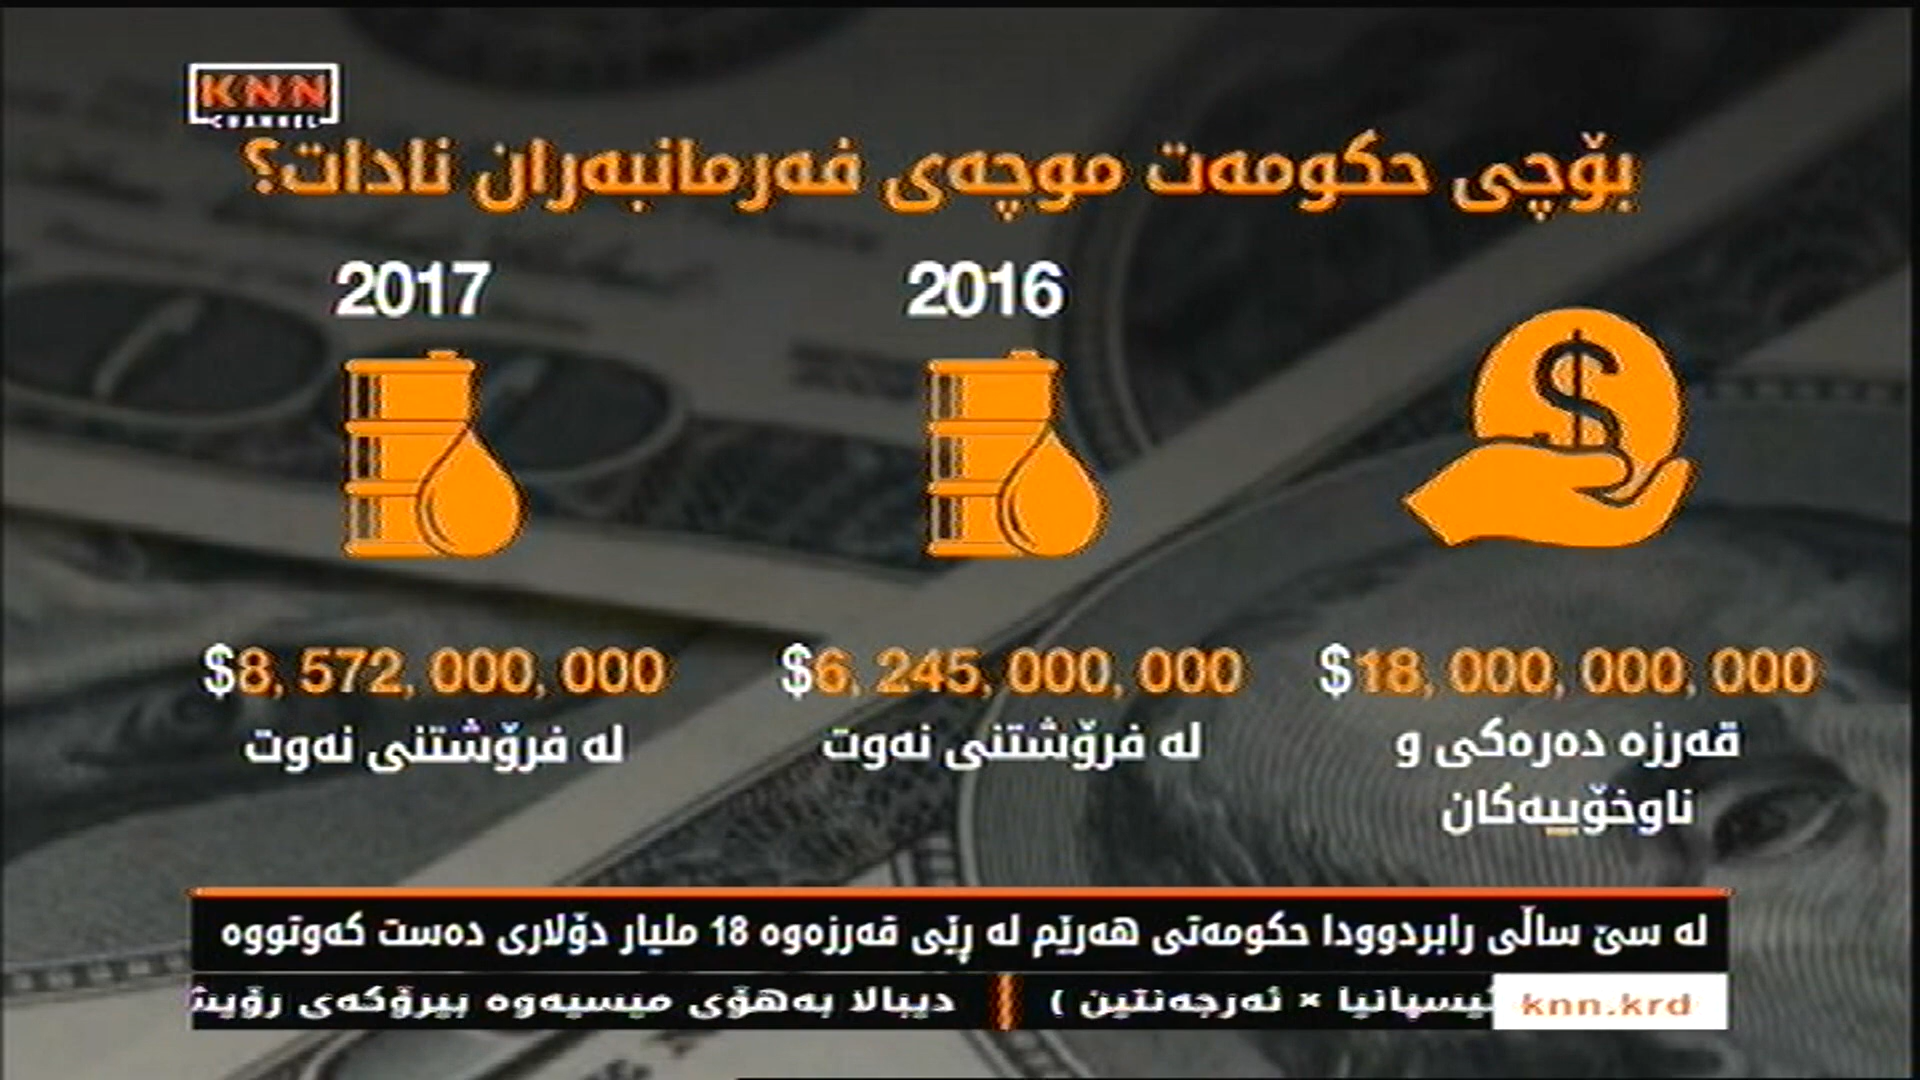 KNN
CHANNEL
بۆچی حکومەت موچەی فەرمانبەران نادات؟
2016
2017
$18, 000, 000, 000
قەرزە دەرەکی و
ناوخۆییەکان
$6, 245, 000, 000
لە فرۆشتنی نەوت
$8, 572, 000, 000
لە فرۆشتنی نەوت
لە سێ ساڵی رابردوودا حکومەتی هەرێم لە ڕێی قەرزەوە 18 ملیار دۆلاری دەست کەوتووە
knn.krd
ئیسپانیا × ئەرجەنتین )
دیبالا بەهۆی میسیەوە بیرۆکەی